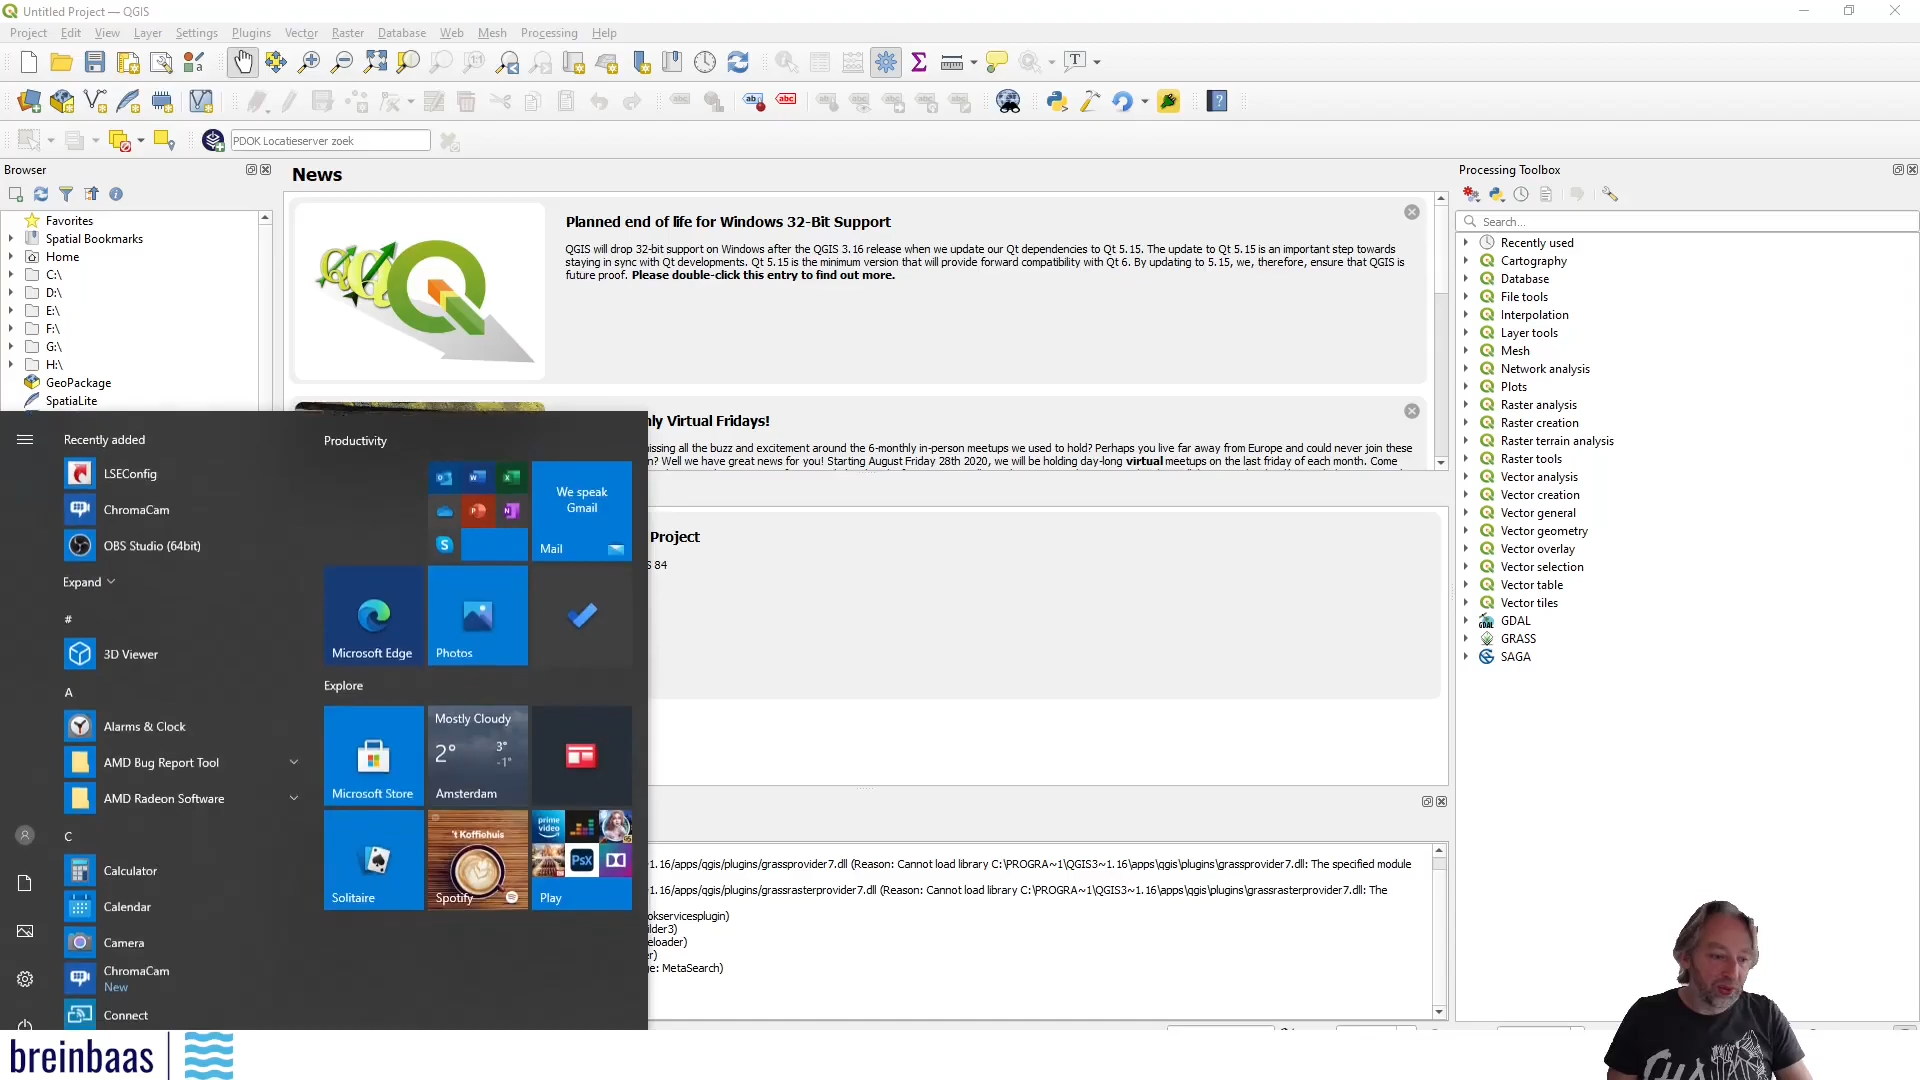 Untitled Project — QGIS
Project Edit View Layer Settings Plugins Vector Raster Database Web Mesh Processing Help
PDOK Locatieserver zoek
Browser
Favorites
Spatial Bookmarks
Home
C:\
D:\
E:\
F:\
G:\
H:\
GeoPackage
SpatiaLite
News
Planned end of life for Windows 32-Bit Support
QGIS will drop 32-bit support on Windows after the QGIS 3.16 release when we update our Qt dependencies to Qt 5.15. The update to Qt 5.15 is an important step towards
staying in sync with Qt developments. Qt 5.15 is the minimum version that will provide forward compatibility with Qt 6. By updating to 5.15, we, therefore, ensure that QGIS is
future proof. Please double-click this entry to find out more.
nly Virtual Fridays!
issing all the buzz and excitement around the 6-monthly in-person meetups we used to hold? Perhaps you live far away from Europe and could never join these
n? Well we have great news for you! Starting August Friday 28th 2020, we will be holding day-long virtual meetups on the last friday of each month. Come
Project
S 84
~1.16/apps/qgis/plugins/grassprovider7.dll (Reason: Cannot load library C:\PROGRA~1\QGIS3~1.16\apps\qgis\plugins\grassprovider7.dll: The specified module
~1.16/apps/qgis/plugins/grassrasterprovider7.dll (Reason: Cannot load library C:\PROGRA~1\QGIS3~1.16\apps\qgis\plugins\grassrasterprovider7.dll: The
okservicesplugin)
ilder3)
eloader)
r)
ge: MetaSearch)
Processing Toolbox
Search...
Recently used
Cartography
Database
File tools
Interpolation
Layer tools
Mesh
Network analysis
Plots
Raster analysis
Raster creation
Raster terrain analysis
Raster tools
Vector analysis
Vector creation
Vector general
Vector geometry
Vector overlay
Vector selection
Vector table
Vector tiles
GDAL
GRASS
SAGA
Recently added
LSEConfig
ChromaCam
OBS Studio (64bit)
Expand
#
3D Viewer
A
Alarms & Clock
AMD Bug Report Tool
AMD Radeon Software
C
Calculator
Calendar
Camera
ChromaCam
New
Connect
Productivity
We speak
Gmail
Mail
Microsoft Edge
Photos
Explore
Microsoft Store
Mostly Cloudy
2° 3°
-1°
Amsterdam
Solitaire
't Koffiehuis
Spotify
prime video
PsX
Play
breinbaas